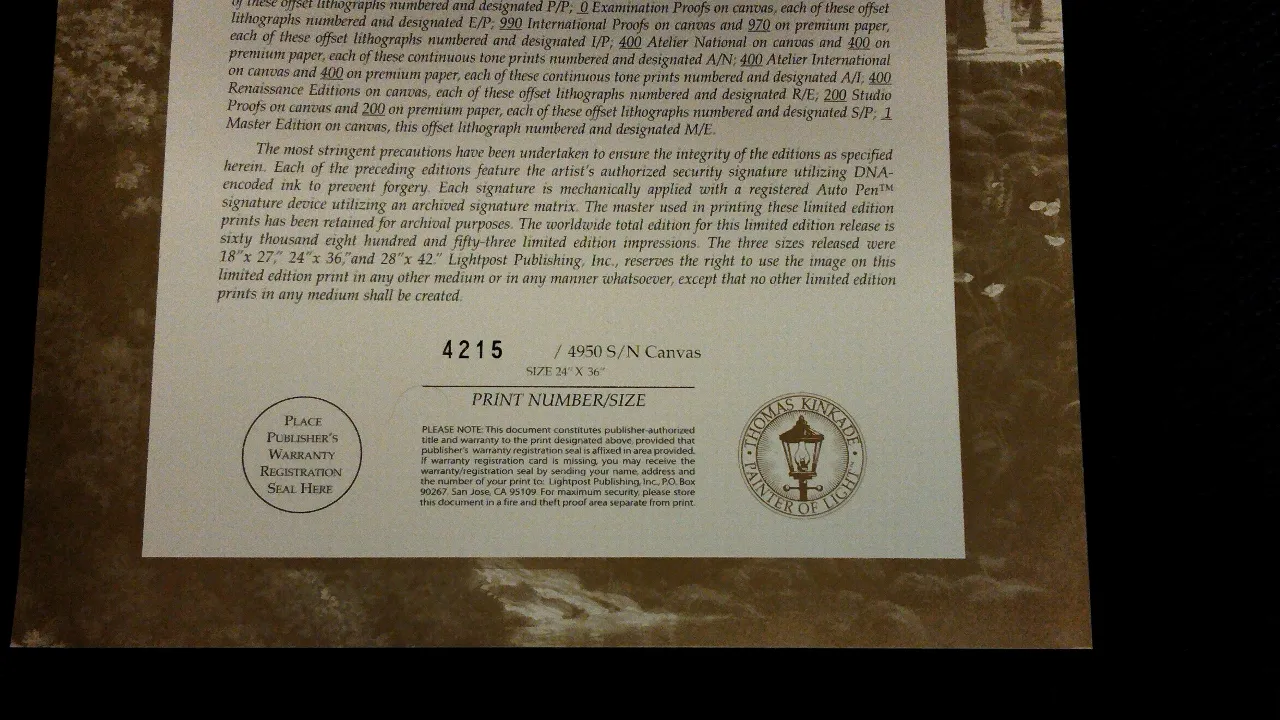 of these offset lithographs numbered and designated P/P; 0 Examination Proofs on canvas, each of these offset
lithographs numbered and designated E/P; 990 International Proofs on canvas and 970 on premium paper,
each of these offset lithographs numbered and designated I/P; 400 Atelier National on canvas and 400 on
premium paper, each of these continuous tone prints numbered and designated A/N; 400 Atelier International
on canvas and 400 on premium paper, each of these continuous tone prints numbered and designated A/I; 400
Renaissance Editions on canvas, each of these offset lithographs numbered and designated R/E; 200 Studio
Proofs on canvas and 200 on premium paper, each of these offset lithographs numbered and designated S/P; 1
Master Edition on canvas, this offset lithograph numbered and designated M/E.
The most stringent precautions have been undertaken to ensure the integrity of the editions as specified
herein. Each of the preceding editions feature the artist's authorized security signature utilizing DNA-
encoded ink to prevent forgery. Each signature is mechanically applied with a registered Auto Pen™
signature device utilizing an archived signature matrix. The master used in printing these limited edition
prints has been retained for archival purposes. The worldwide total edition for this limited edition release is
sixty thousand eight hundred and fifty-three limited edition impressions. The three sizes released were
18"x 27," 24"x 36,"and 28"x 42." Lightpost Publishing, Inc., reserves the right to use the image on this
limited edition print in any other medium or in any manner whatsoever, except that no other limited edition
prints in any medium shall be created.
4215 / 4950 S/N Canvas
SIZE 24" X 36"
PRINT NUMBER/SIZE
PLACE
PUBLISHER'S
WARRANTY
REGISTRATION
SEAL HERE
PLEASE NOTE: This document constitutes publisher-authorized
title and warranty to the print designated above, provided that
publisher's warranty registration seal is affixed in area provided.
If warranty registration card is missing, you may receive the
warranty/registration seal by sending your name, address and
the number of your print to: Lightpost Publishing, Inc., P.O. Box
90267, San Jose, CA 95109. For maximum security, please store
this document in a fire and theft proof area separate from print.
THOMAS KINKADE
PAINTER OF LIGHT™